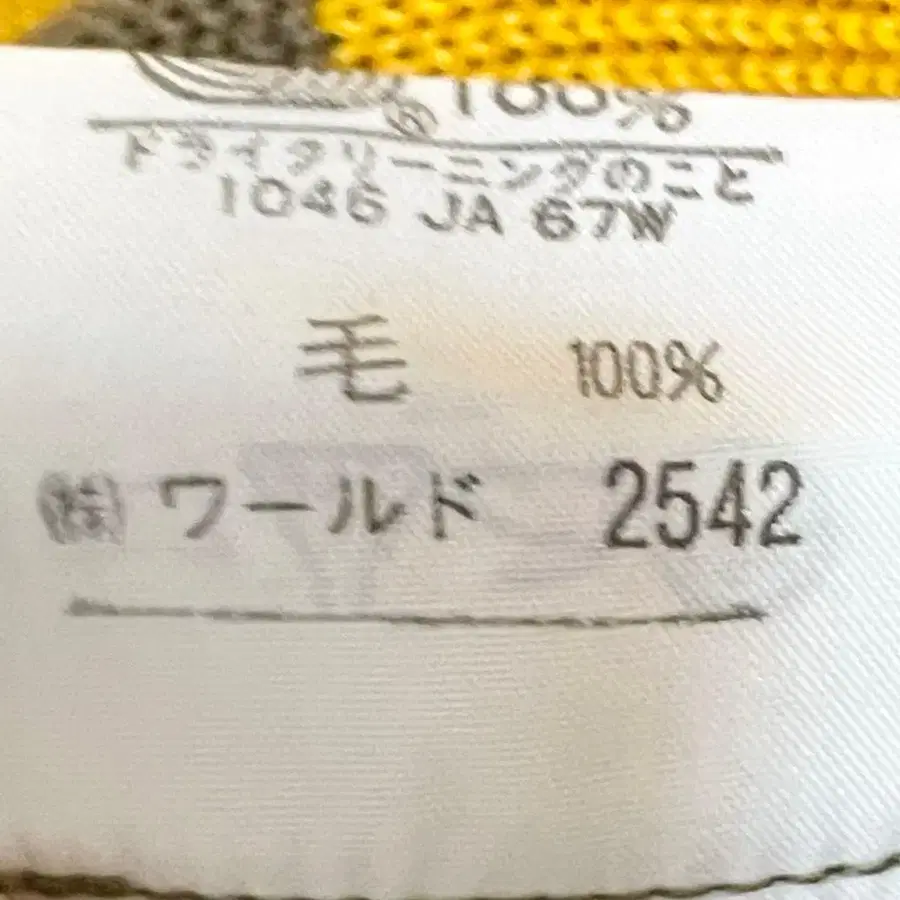 100%
ドライクリーニングのこと
1046 JA 67W
毛 100%
㈱ ワールド 2542